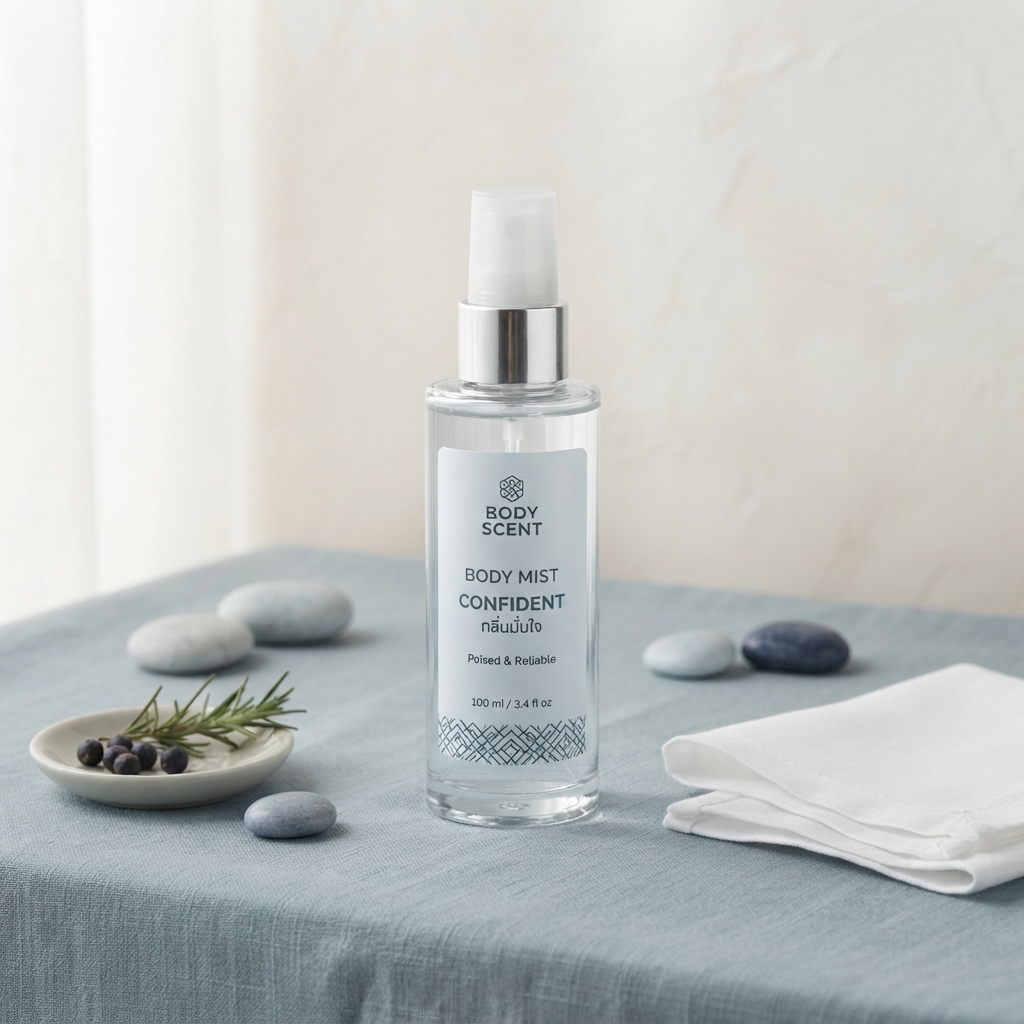 BODY
SCENT
BODY MIST
CONFIDENT
กลิ่นมั่นใจ
Poised & Reliable
100 ml / 3.4 fl oz